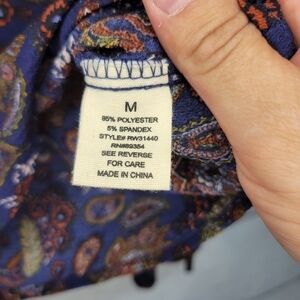 M
95% POLYESTER
5% SPANDEX
STYLE# RW31440
RN#89354
SEE REVERSE
FOR CARE
MADE IN CHINA